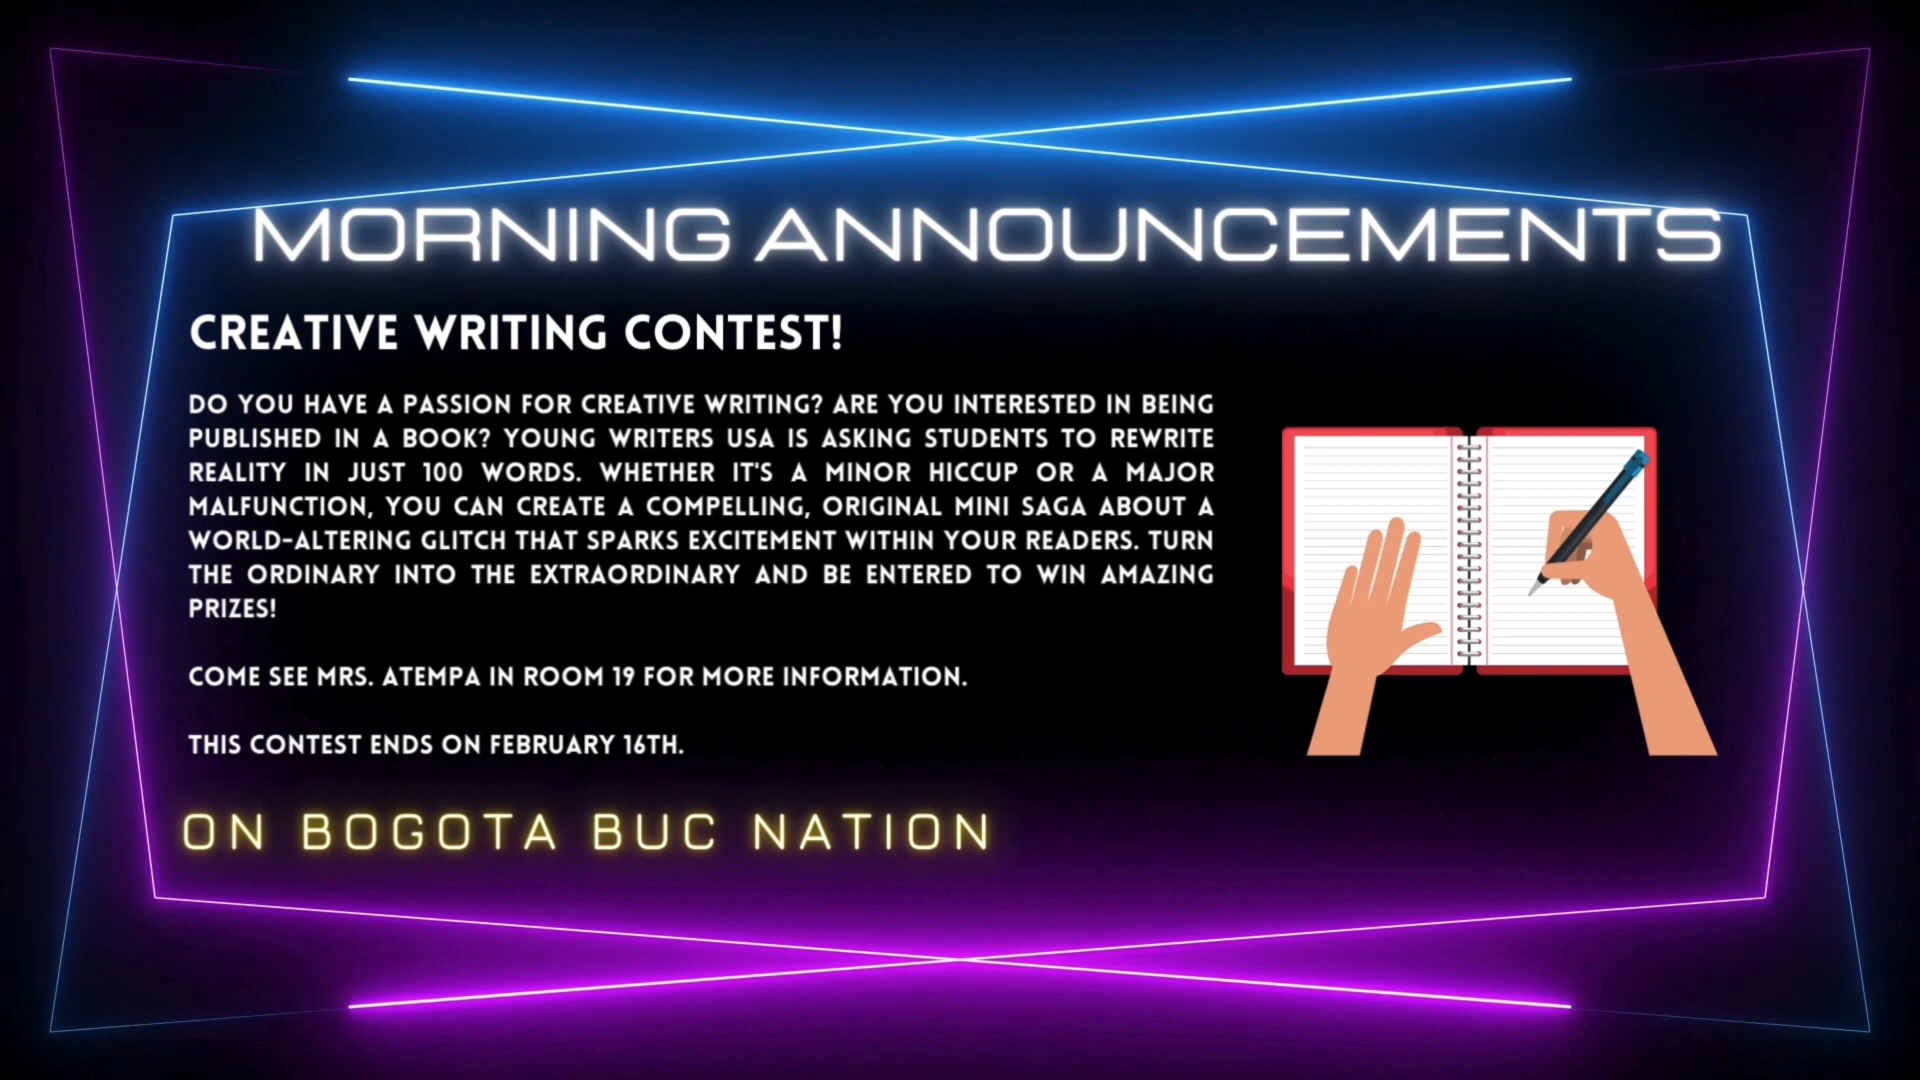 MORNING ANNOUNCEMENTS
CREATIVE WRITING CONTEST!
DO YOU HAVE A PASSION FOR CREATIVE WRITING? ARE YOU INTERESTED IN BEING
PUBLISHED IN A BOOK? YOUNG WRITERS USA IS ASKING STUDENTS TO REWRITE
REALITY IN JUST 100 WORDS. WHETHER IT'S A MINOR HICCUP OR A MAJOR
MALFUNCTION, YOU CAN CREATE A COMPELLING, ORIGINAL MINI SAGA ABOUT A
WORLD-ALTERING GLITCH THAT SPARKS EXCITEMENT WITHIN YOUR READERS. TURN
THE ORDINARY INTO THE EXTRAORDINARY AND BE ENTERED TO WIN AMAZING
PRIZES!
COME SEE MRS. ATEMPA IN ROOM 19 FOR MORE INFORMATION.
THIS CONTEST ENDS ON FEBRUARY 16TH.
ON BOGOTA BUC NATION